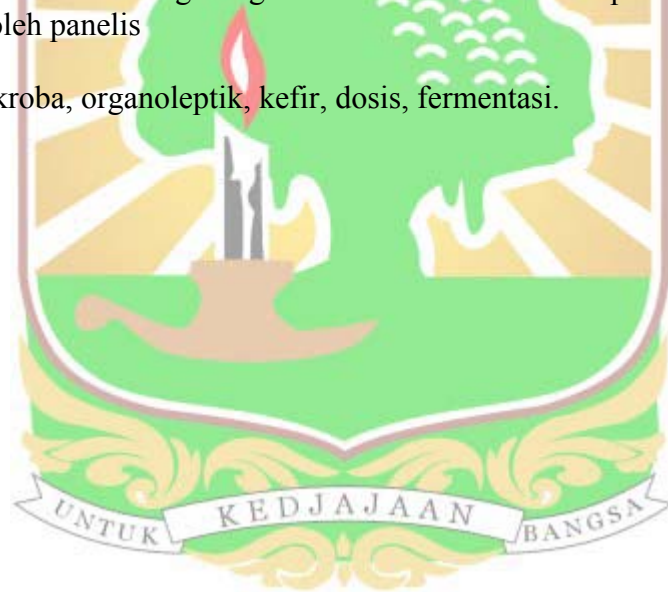 oleh panelis
kroba, organoleptik, kefir, dosis, fermentasi.
UNTUK KEDJAJAAN BANGSA